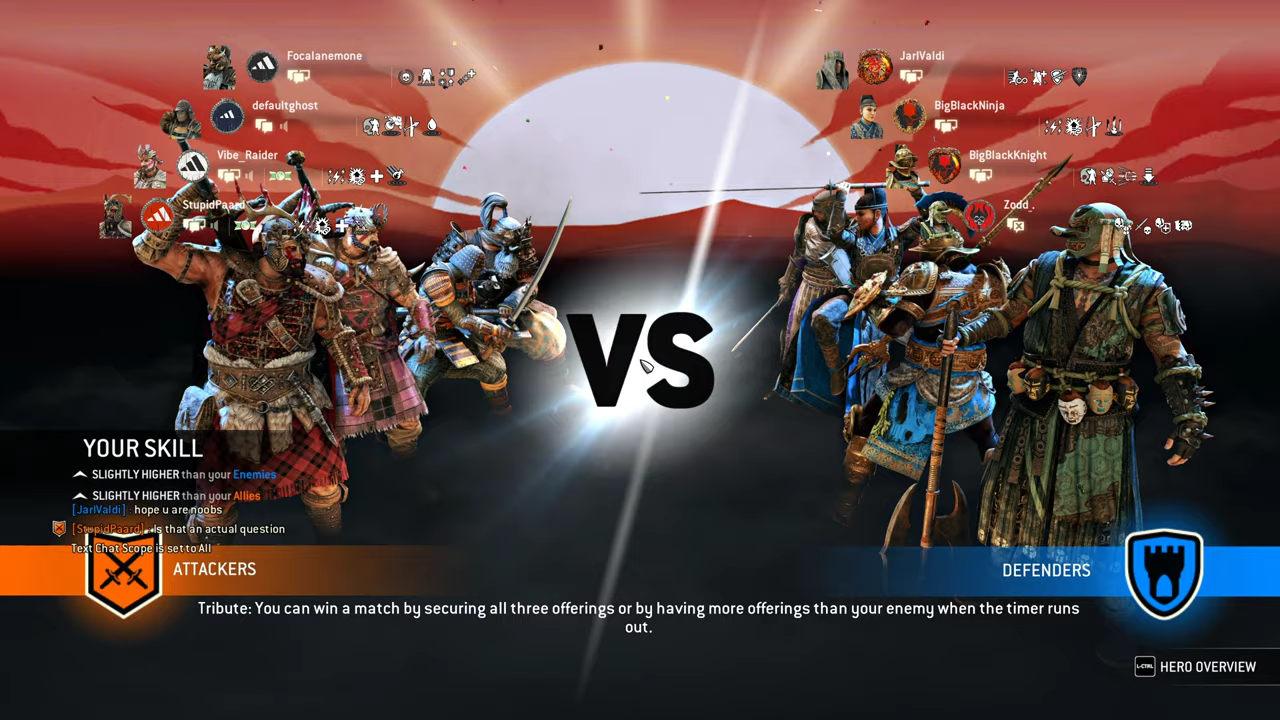 Focalanemone
JarlValdi
defaultghost
BigBlackNinja
Vibe_Raider
BigBlackKnight
StupidPaard
Zodd_.
VS
YOUR SKILL
SLIGHTLY HIGHER than your Enemies
SLIGHTLY HIGHER than your Allies
[JarlValdi] : hope u are noobs
[StupidPaard] : Is that an actual question
Text Chat Scope is set to All
ATTACKERS
DEFENDERS
Tribute: You can win a match by securing all three offerings or by having more offerings than your enemy when the timer runs
out.
L-CTRL HERO OVERVIEW